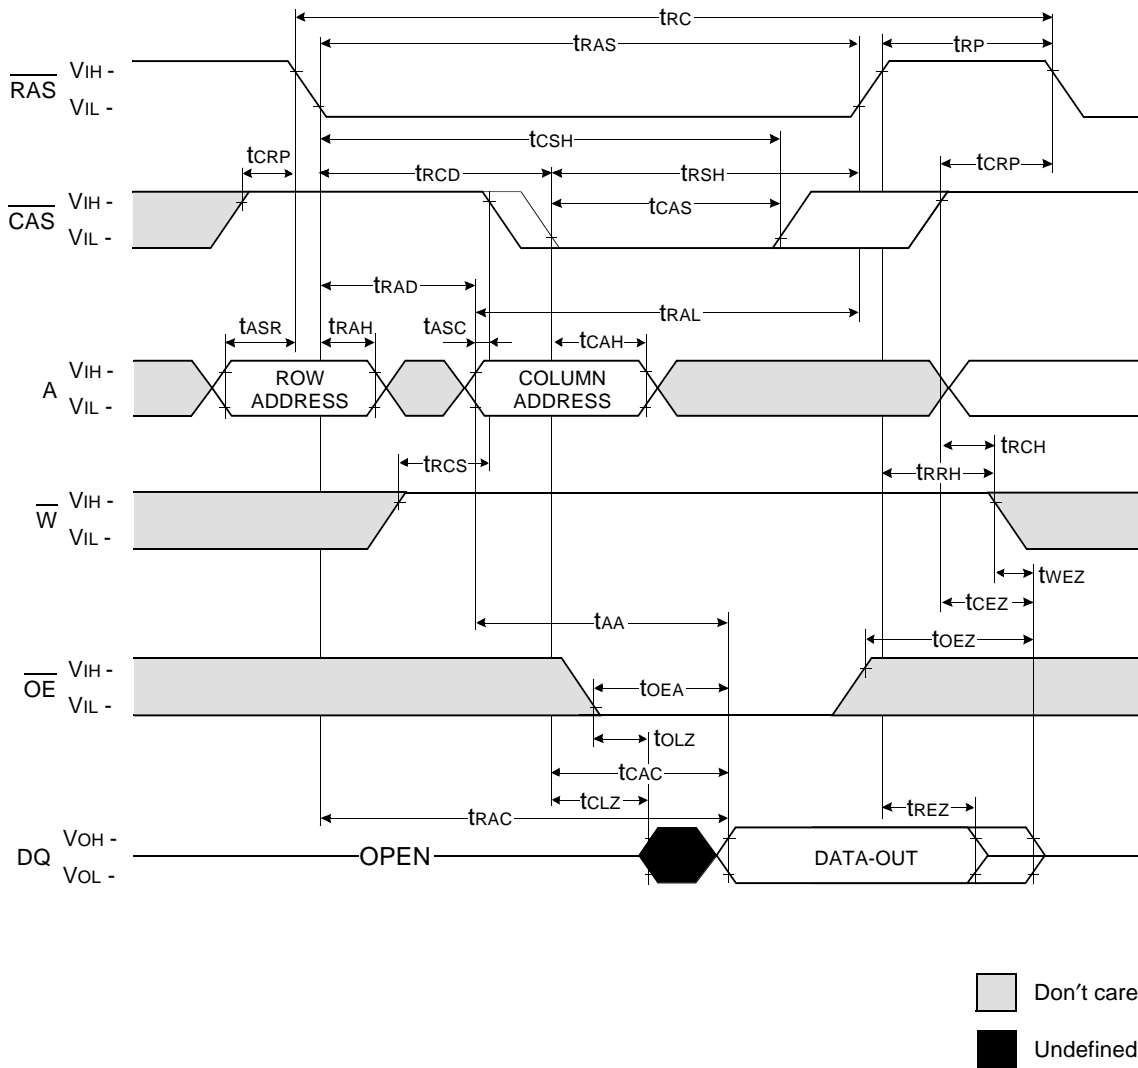 tRC
tRAS
tRP
RAS
VIH -
VIL -
tCSH
tCRP
tRCD
tRSH
tCRP
CAS
VIH -
VIL -
tCAS
tRAD
tRAL
tASR
tRAH
tASC
tCAH
A
VIH -
VIL -
ROW
ADDRESS
COLUMN
ADDRESS
tRCH
tRCS
tRRH
W
VIH -
VIL -
tWEZ
tCEZ
tAA
tOEZ
OE
VIH -
VIL -
tOEA
tOLZ
tCAC
tCLZ
tREZ
tRAC
DQ
VOH -
VOL -
OPEN
DATA-OUT
Don′t care
Undefined